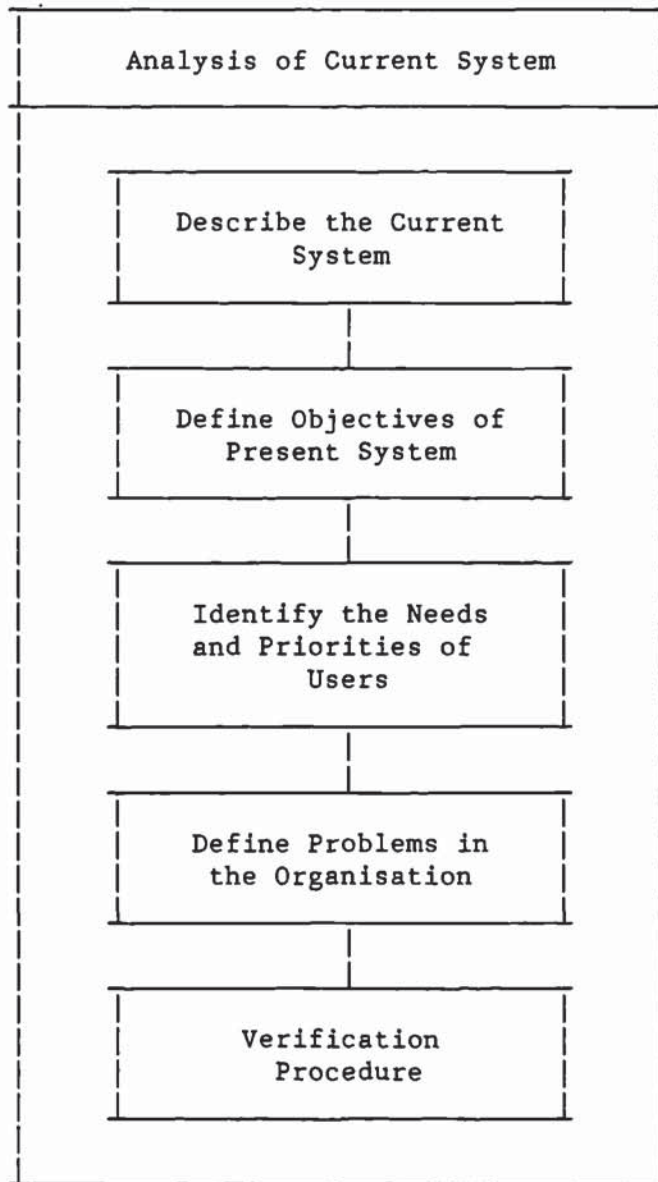 Analysis of Current System
Describe the Current
System
Define Objectives of
Present System
Identify the Needs
and Priorities of
Users
Define Problems in
the Organisation
Verification
Procedure